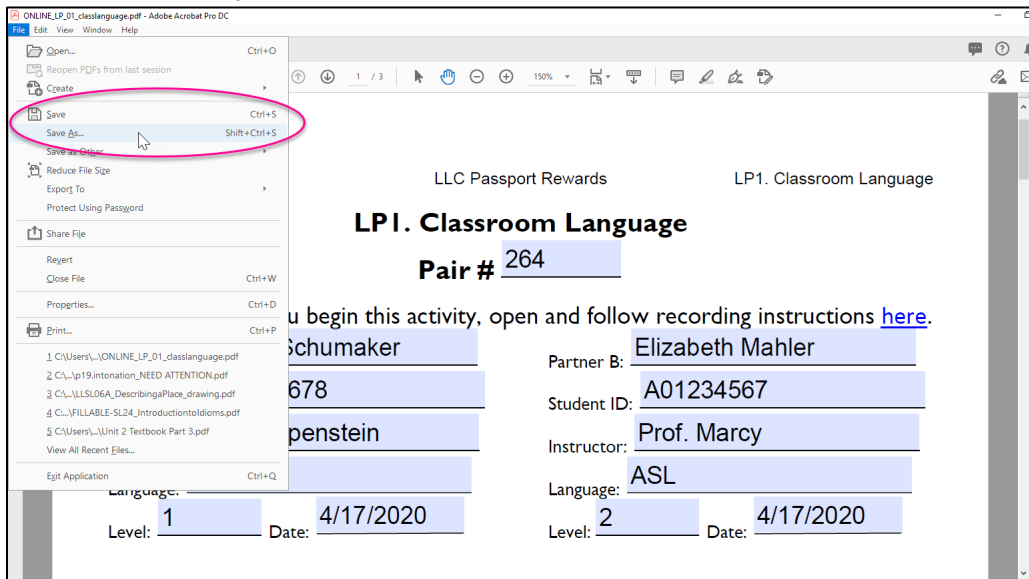 ONLINE_LP_01_classlanguage.pdf - Adobe Acrobat Pro DC
File Edit View Window Help
Open... Ctrl+O
Reopen PDFs from last session
Create
Save Ctrl+S
Save As... Shift+Ctrl+S
Save as Other
Reduce File Size
Export To
Protect Using Password
Share File
Revert
Close File Ctrl+W
Properties... Ctrl+D
Print... Ctrl+P
1 C:\Users\...\ONLINE_LP_01_classlanguage.pdf
2 C:\...\p19.intonation_NEED ATTENTION.pdf
3 C:\...\LLSL06A_DescribingaPlace_drawing.pdf
4 C:...\FILLABLE-SL24_IntroductiontoIdioms.pdf
5 C:\Users\...\Unit 2 Textbook Part 3.pdf
View All Recent Files...
Exit Application Ctrl+Q
1 / 3 150%
LLC Passport Rewards LP1. Classroom Language
LP1. Classroom Language
Pair # 264
u begin this activity, open and follow recording instructions here.
Schumaker Partner B: Elizabeth Mahler
678 Student ID: A01234567
penstein Instructor: Prof. Marcy
Language: Language: ASL
Level: 1 Date: 4/17/2020 Level: 2 Date: 4/17/2020